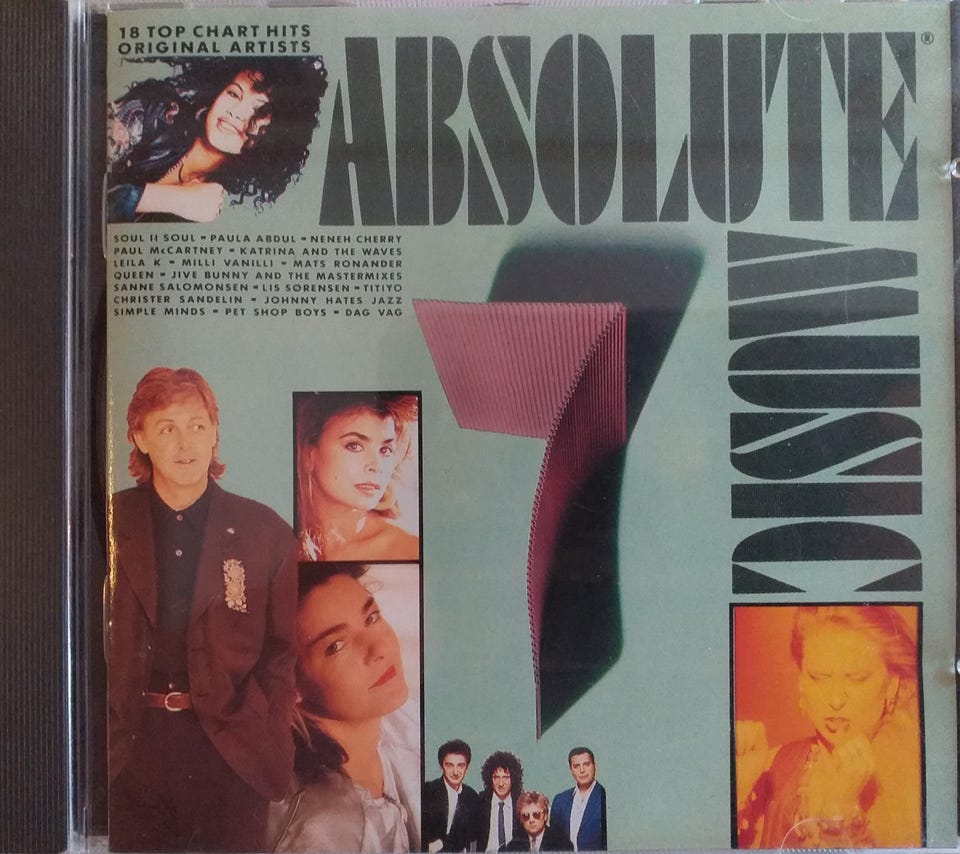 18 TOP CHART HITS
ORIGINAL ARTISTS
ABSOLUTE®
MUSIC
7
SOUL II SOUL - PAULA ABDUL - NENEH CHERRY
PAUL McCARTNEY - KATRINA AND THE WAVES
LEILA K - MILLI VANILLI - MATS RONANDER
QUEEN - JIVE BUNNY AND THE MASTERMIXES
SANNE SALOMONSEN - LIS SØRENSEN - TITIYO
CHRISTER SANDELIN - JOHNNY HATES JAZZ
SIMPLE MINDS - PET SHOP BOYS - DAG VAG